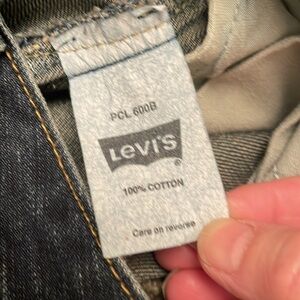 PCL 600B
LEVI'S
®
100% COTTON
Care on reverse